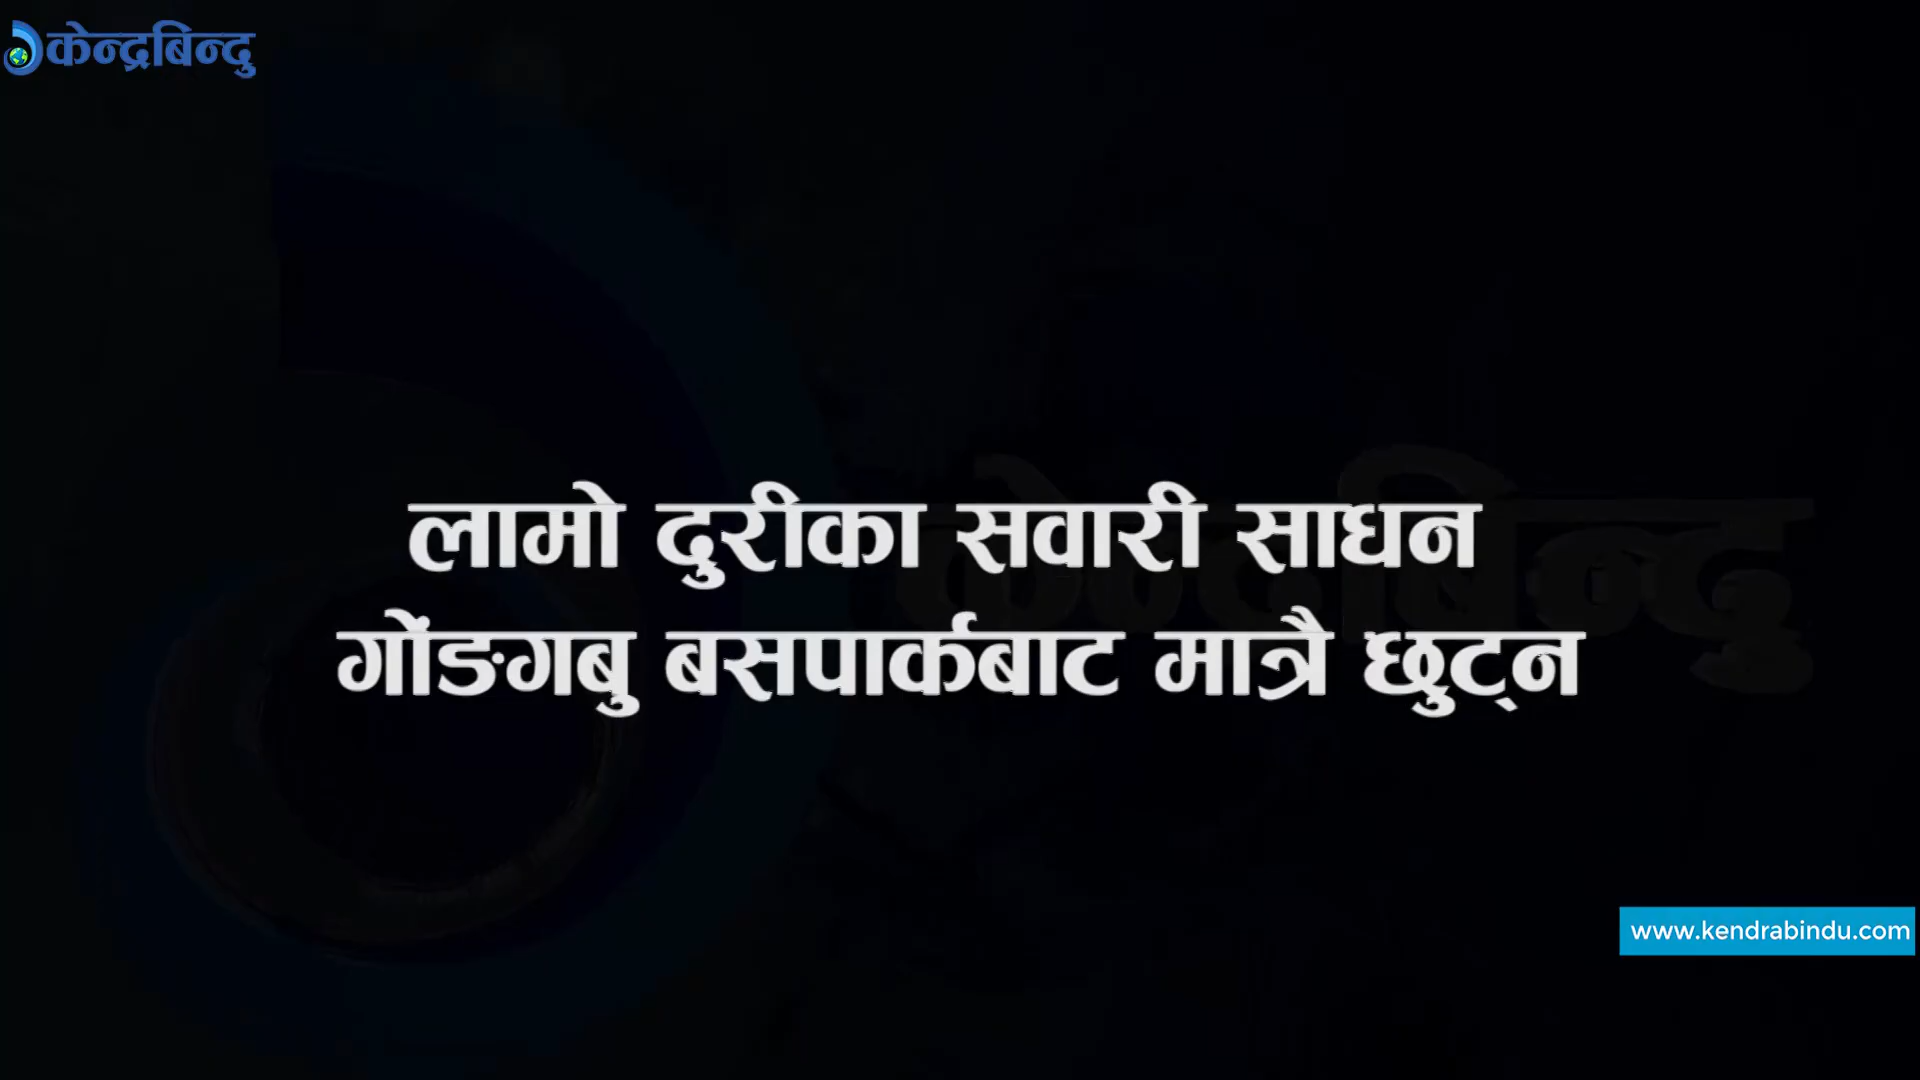 केन्द्रबिन्दु
लामो दुरीका सवारी साधन
गोंङगबु बसपार्कबाट मात्रै छुट्न
www.kendrabindu.com